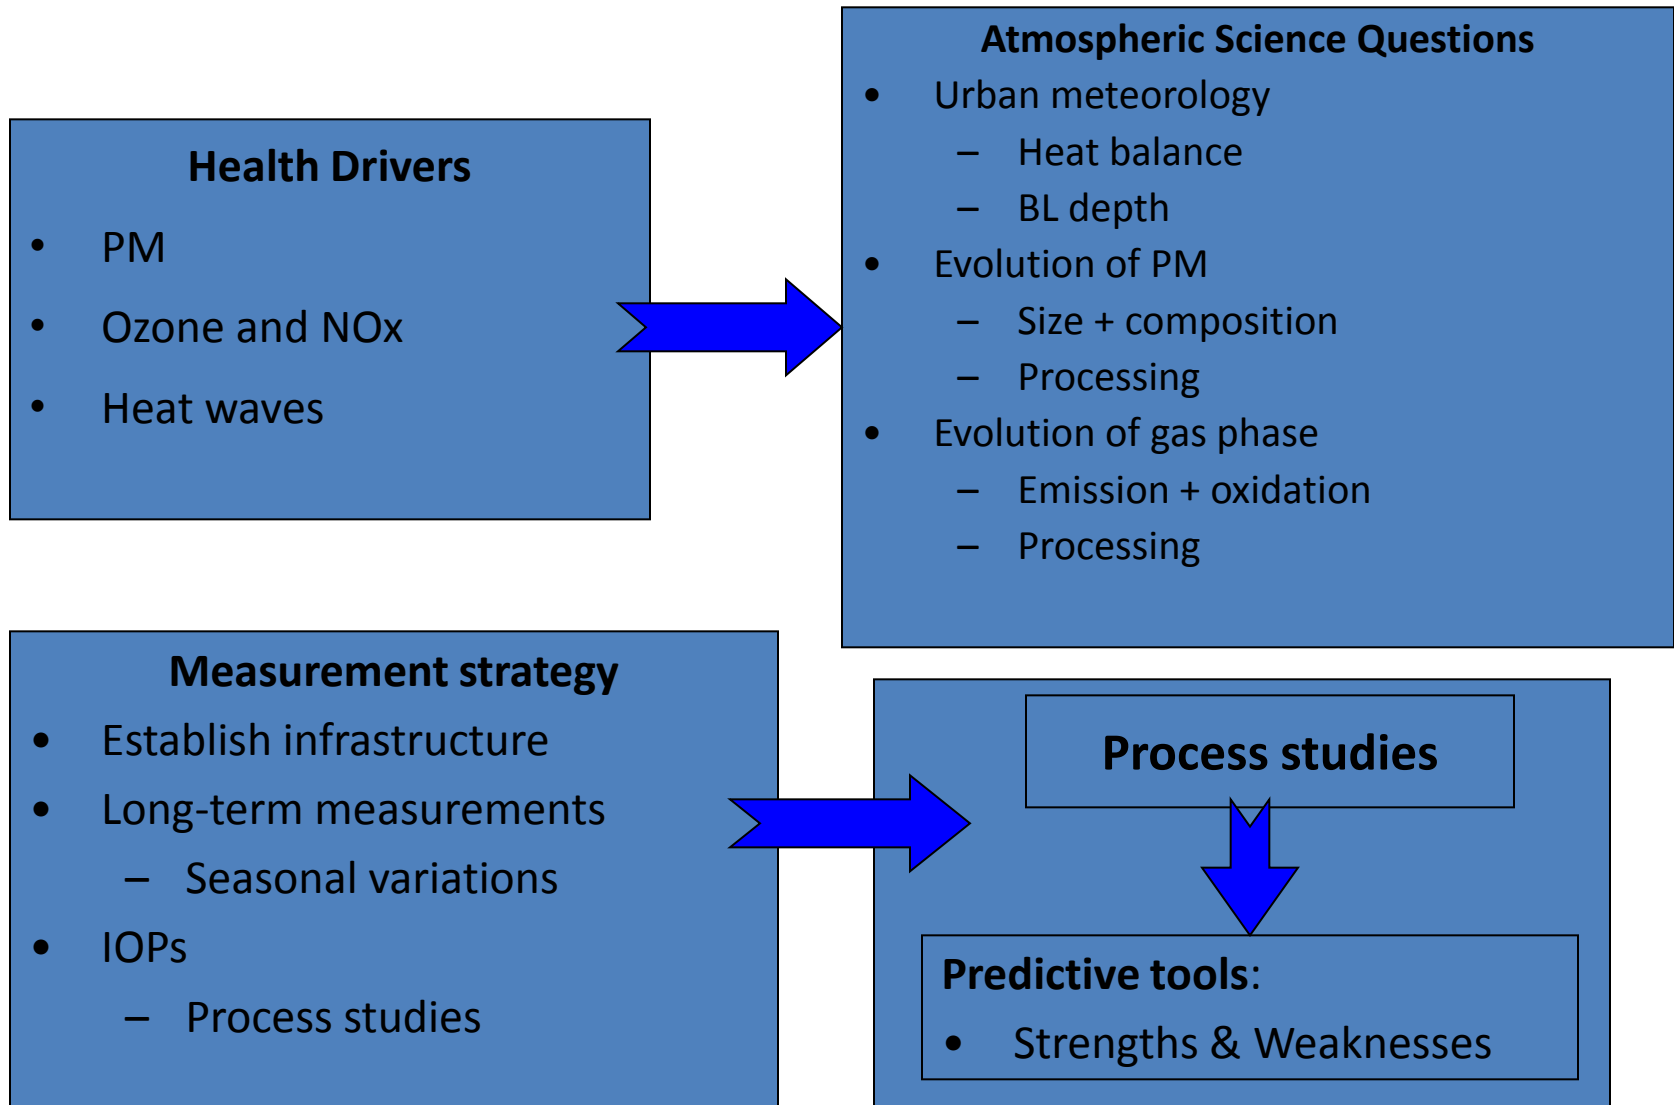 Health Drivers
• PM
• Ozone and NOx
• Heat waves
Atmospheric Science Questions
• Urban meteorology
– Heat balance
– BL depth
• Evolution of PM
– Size + composition
– Processing
• Evolution of gas phase
– Emission + oxidation
– Processing
Measurement strategy
• Establish infrastructure
• Long-term measurements
– Seasonal variations
• IOPs
– Process studies
Process studies
Predictive tools:
• Strengths & Weaknesses